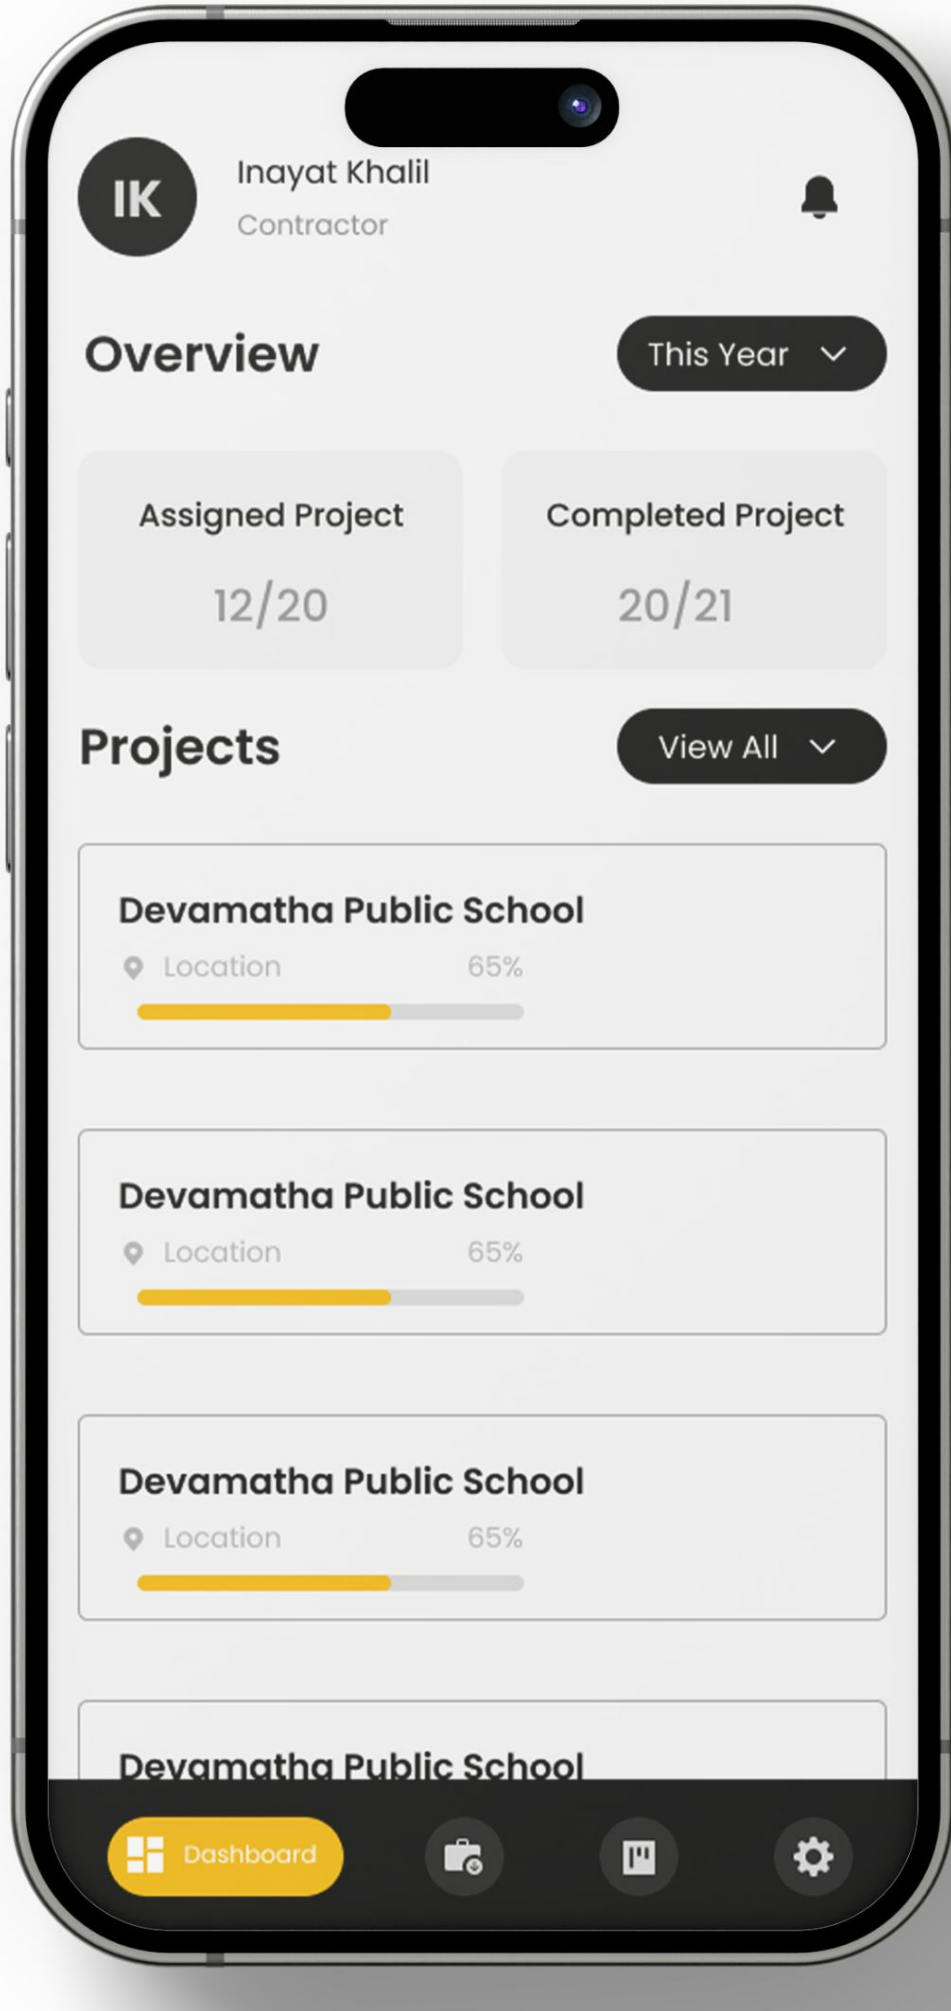 IK
Inayat Khalil
Contractor
Overview
This Year
Assigned Project
Completed Project
12/20
20/21
Projects
View All
Devamatha Public School
Location 65%
Devamatha Public School
Location 65%
Devamatha Public School
Location 65%
Devamatha Public School
Dashboard